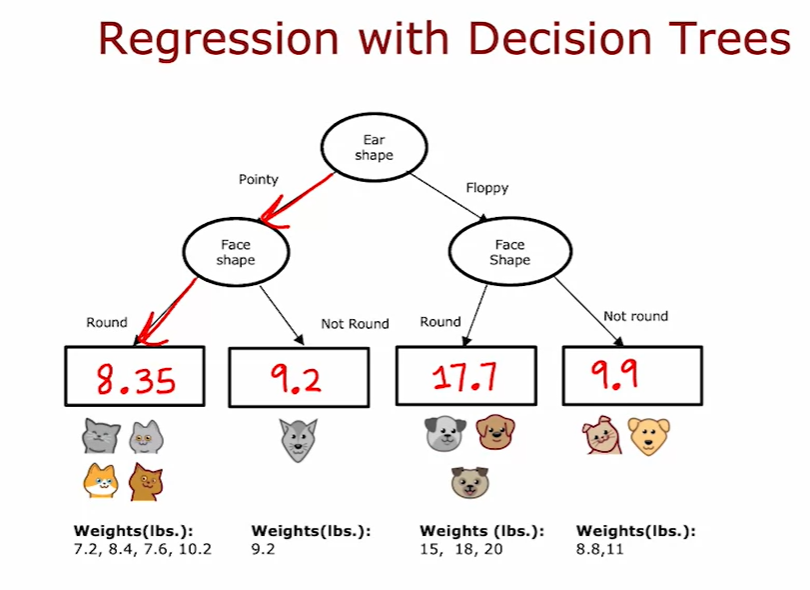 Regression with Decision Trees
Ear
shape
Pointy
Floppy
Face
shape
Face
Shape
Round
Not Round
Round
Not round
8.35
9.2
17.7
9.9
Weights(lbs.):
7.2, 8.4, 7.6, 10.2
Weights(lbs.):
9.2
Weights (lbs.):
15, 18, 20
Weights(lbs.):
8.8,11